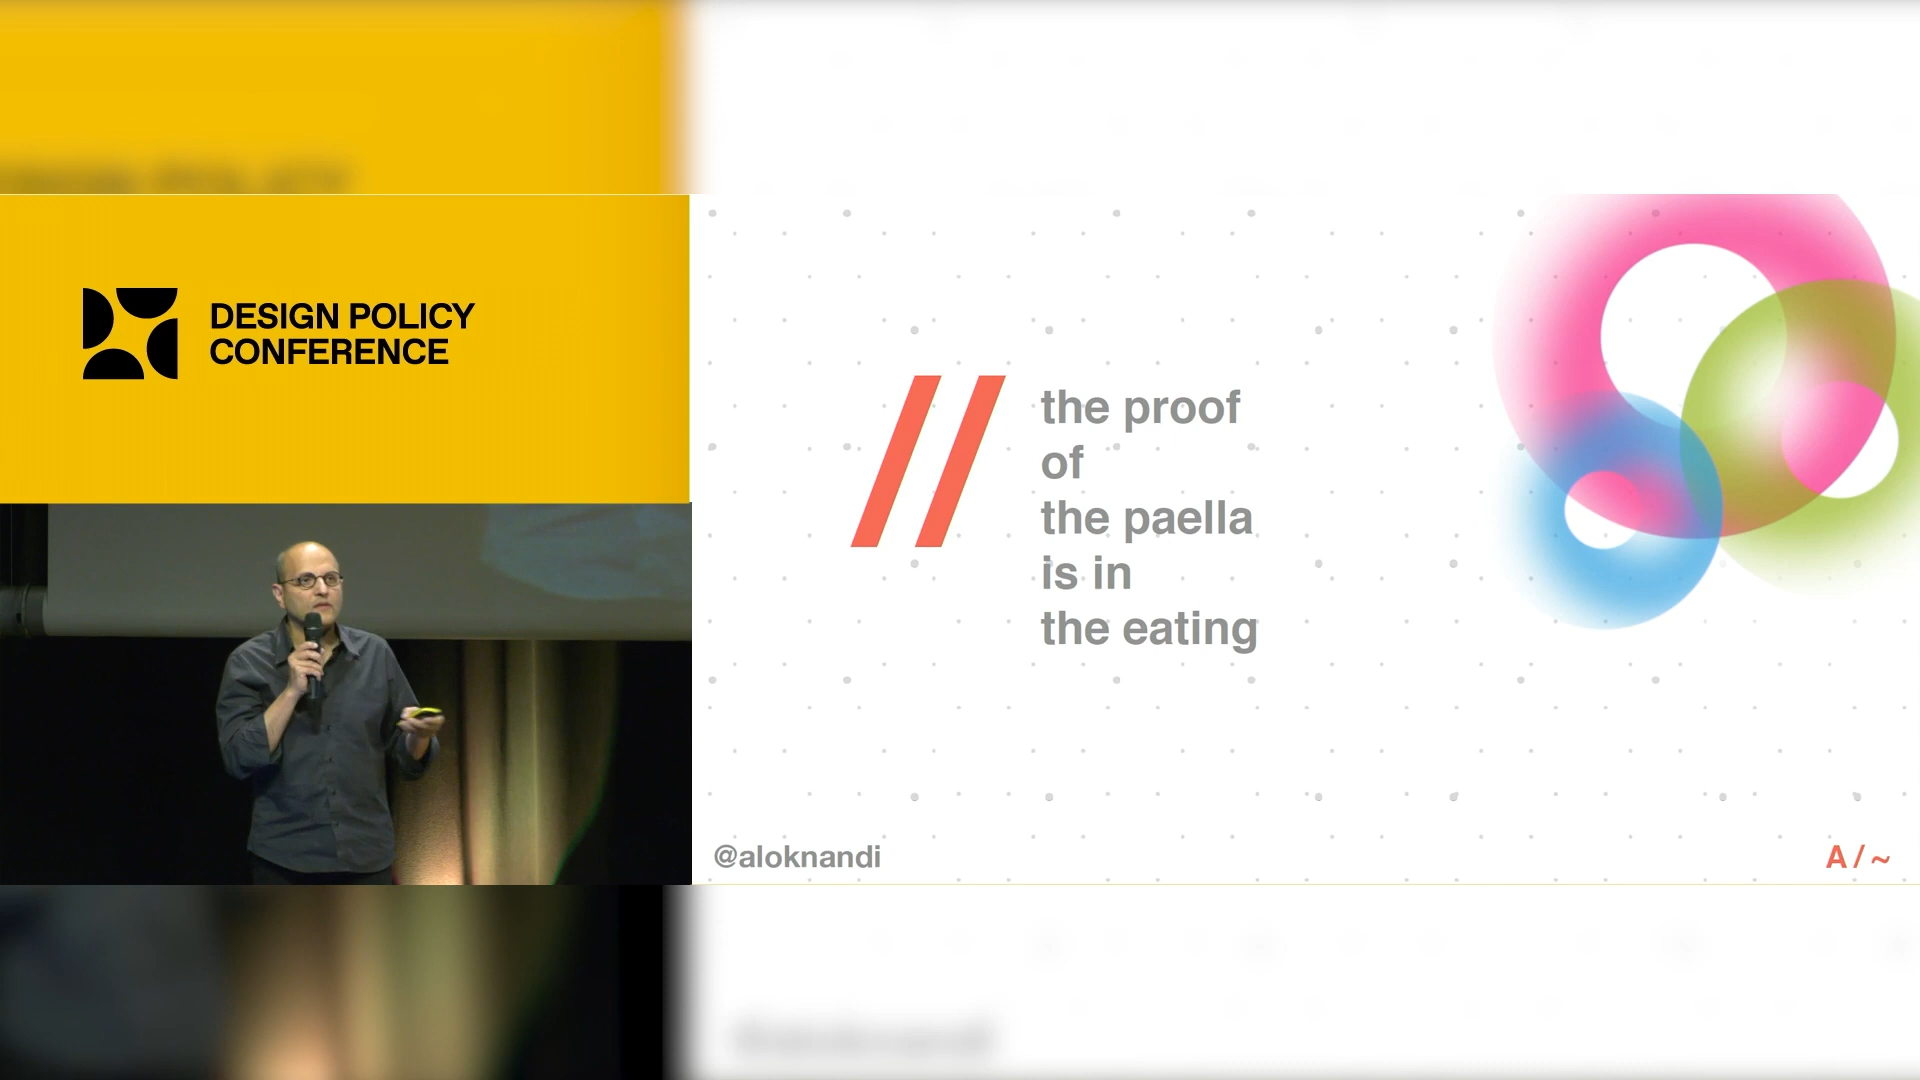 DESIGN POLICY
CONFERENCE
//
the proof
of
the paella
is in
the eating
@aloknandi
A / ~